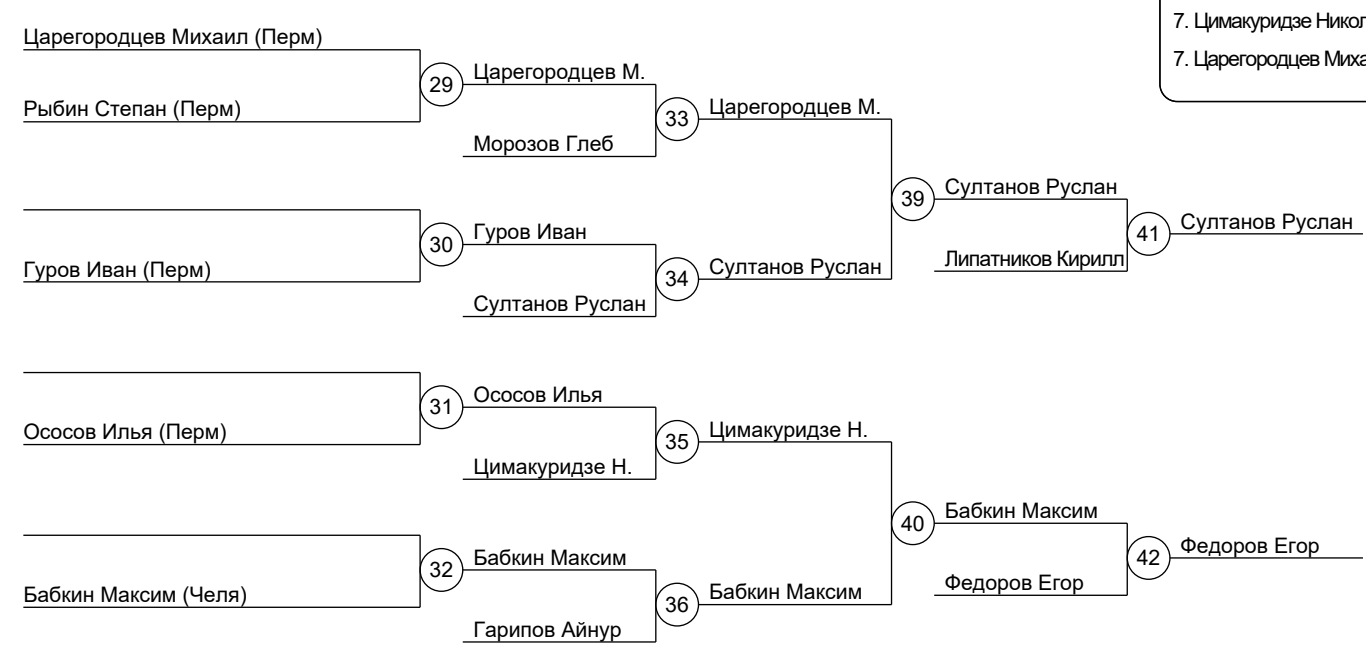 7. Цимакуридзе
7. Царегородцев
Царегородцев Михаил (Перм)
29
Царегородцев М.
Рыбин Степан (Перм)
33
Царегородцев М.
Морозов Глеб
39
Султанов Руслан
30
Гуров Иван
41
Султанов Руслан
Гуров Иван (Перм)
34
Султанов Руслан
Липатников Кирилл
Султанов Руслан
31
Ососов Илья
Ососов Илья (Перм)
35
Цимакуридзе Н.
Цимакуридзе Н.
40
Бабкин Максим
32
Бабкин Максим
42
Федоров Егор
Бабкин Максим (Челя)
36
Бабкин Максим
Федоров Егор
Гарипов Айнур